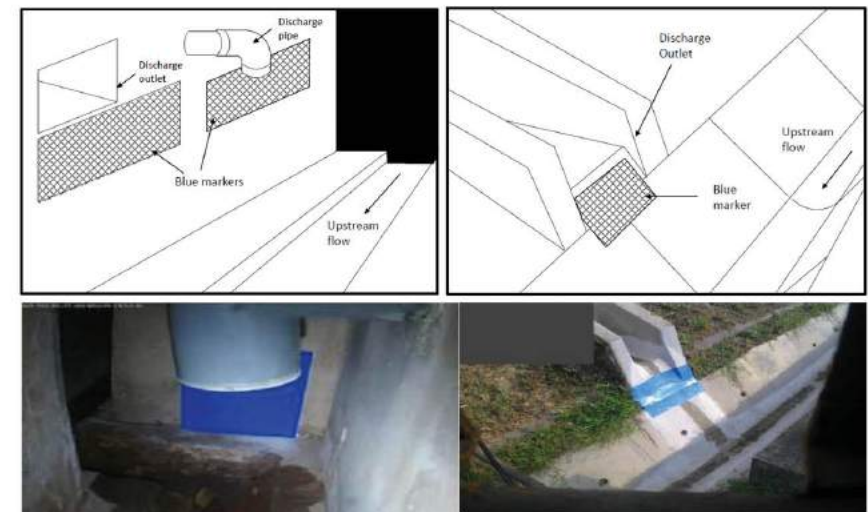 Discharge
pipe
Discharge
outlet
Blue markers
Upstream
flow
Discharge
Outlet
Upstream
flow
Blue
marker